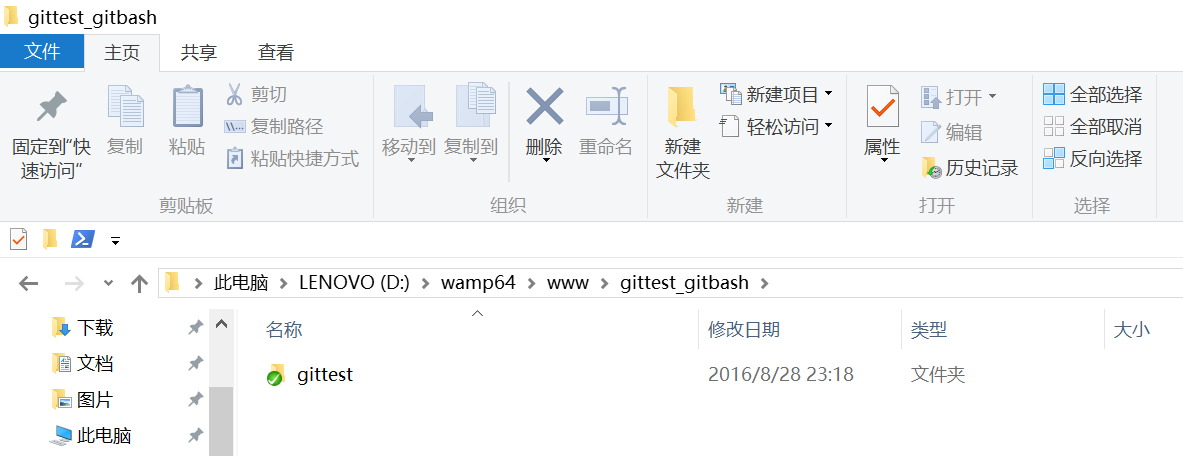 gittest_gitbash
文件 主页 共享 查看
固定到“快速访问”
复制
粘贴
剪切
复制路径
粘贴快捷方式
剪贴板
移动到
复制到
删除
重命名
组织
新建文件夹
新建项目
轻松访问
新建
属性
打开
编辑
历史记录
打开
全部选择
全部取消
反向选择
选择
此电脑 LENOVO (D:) wamp64 www gittest_gitbash
下载
文档
图片
此电脑
名称 修改日期 类型 大小
gittest 2016/8/28 23:18 文件夹